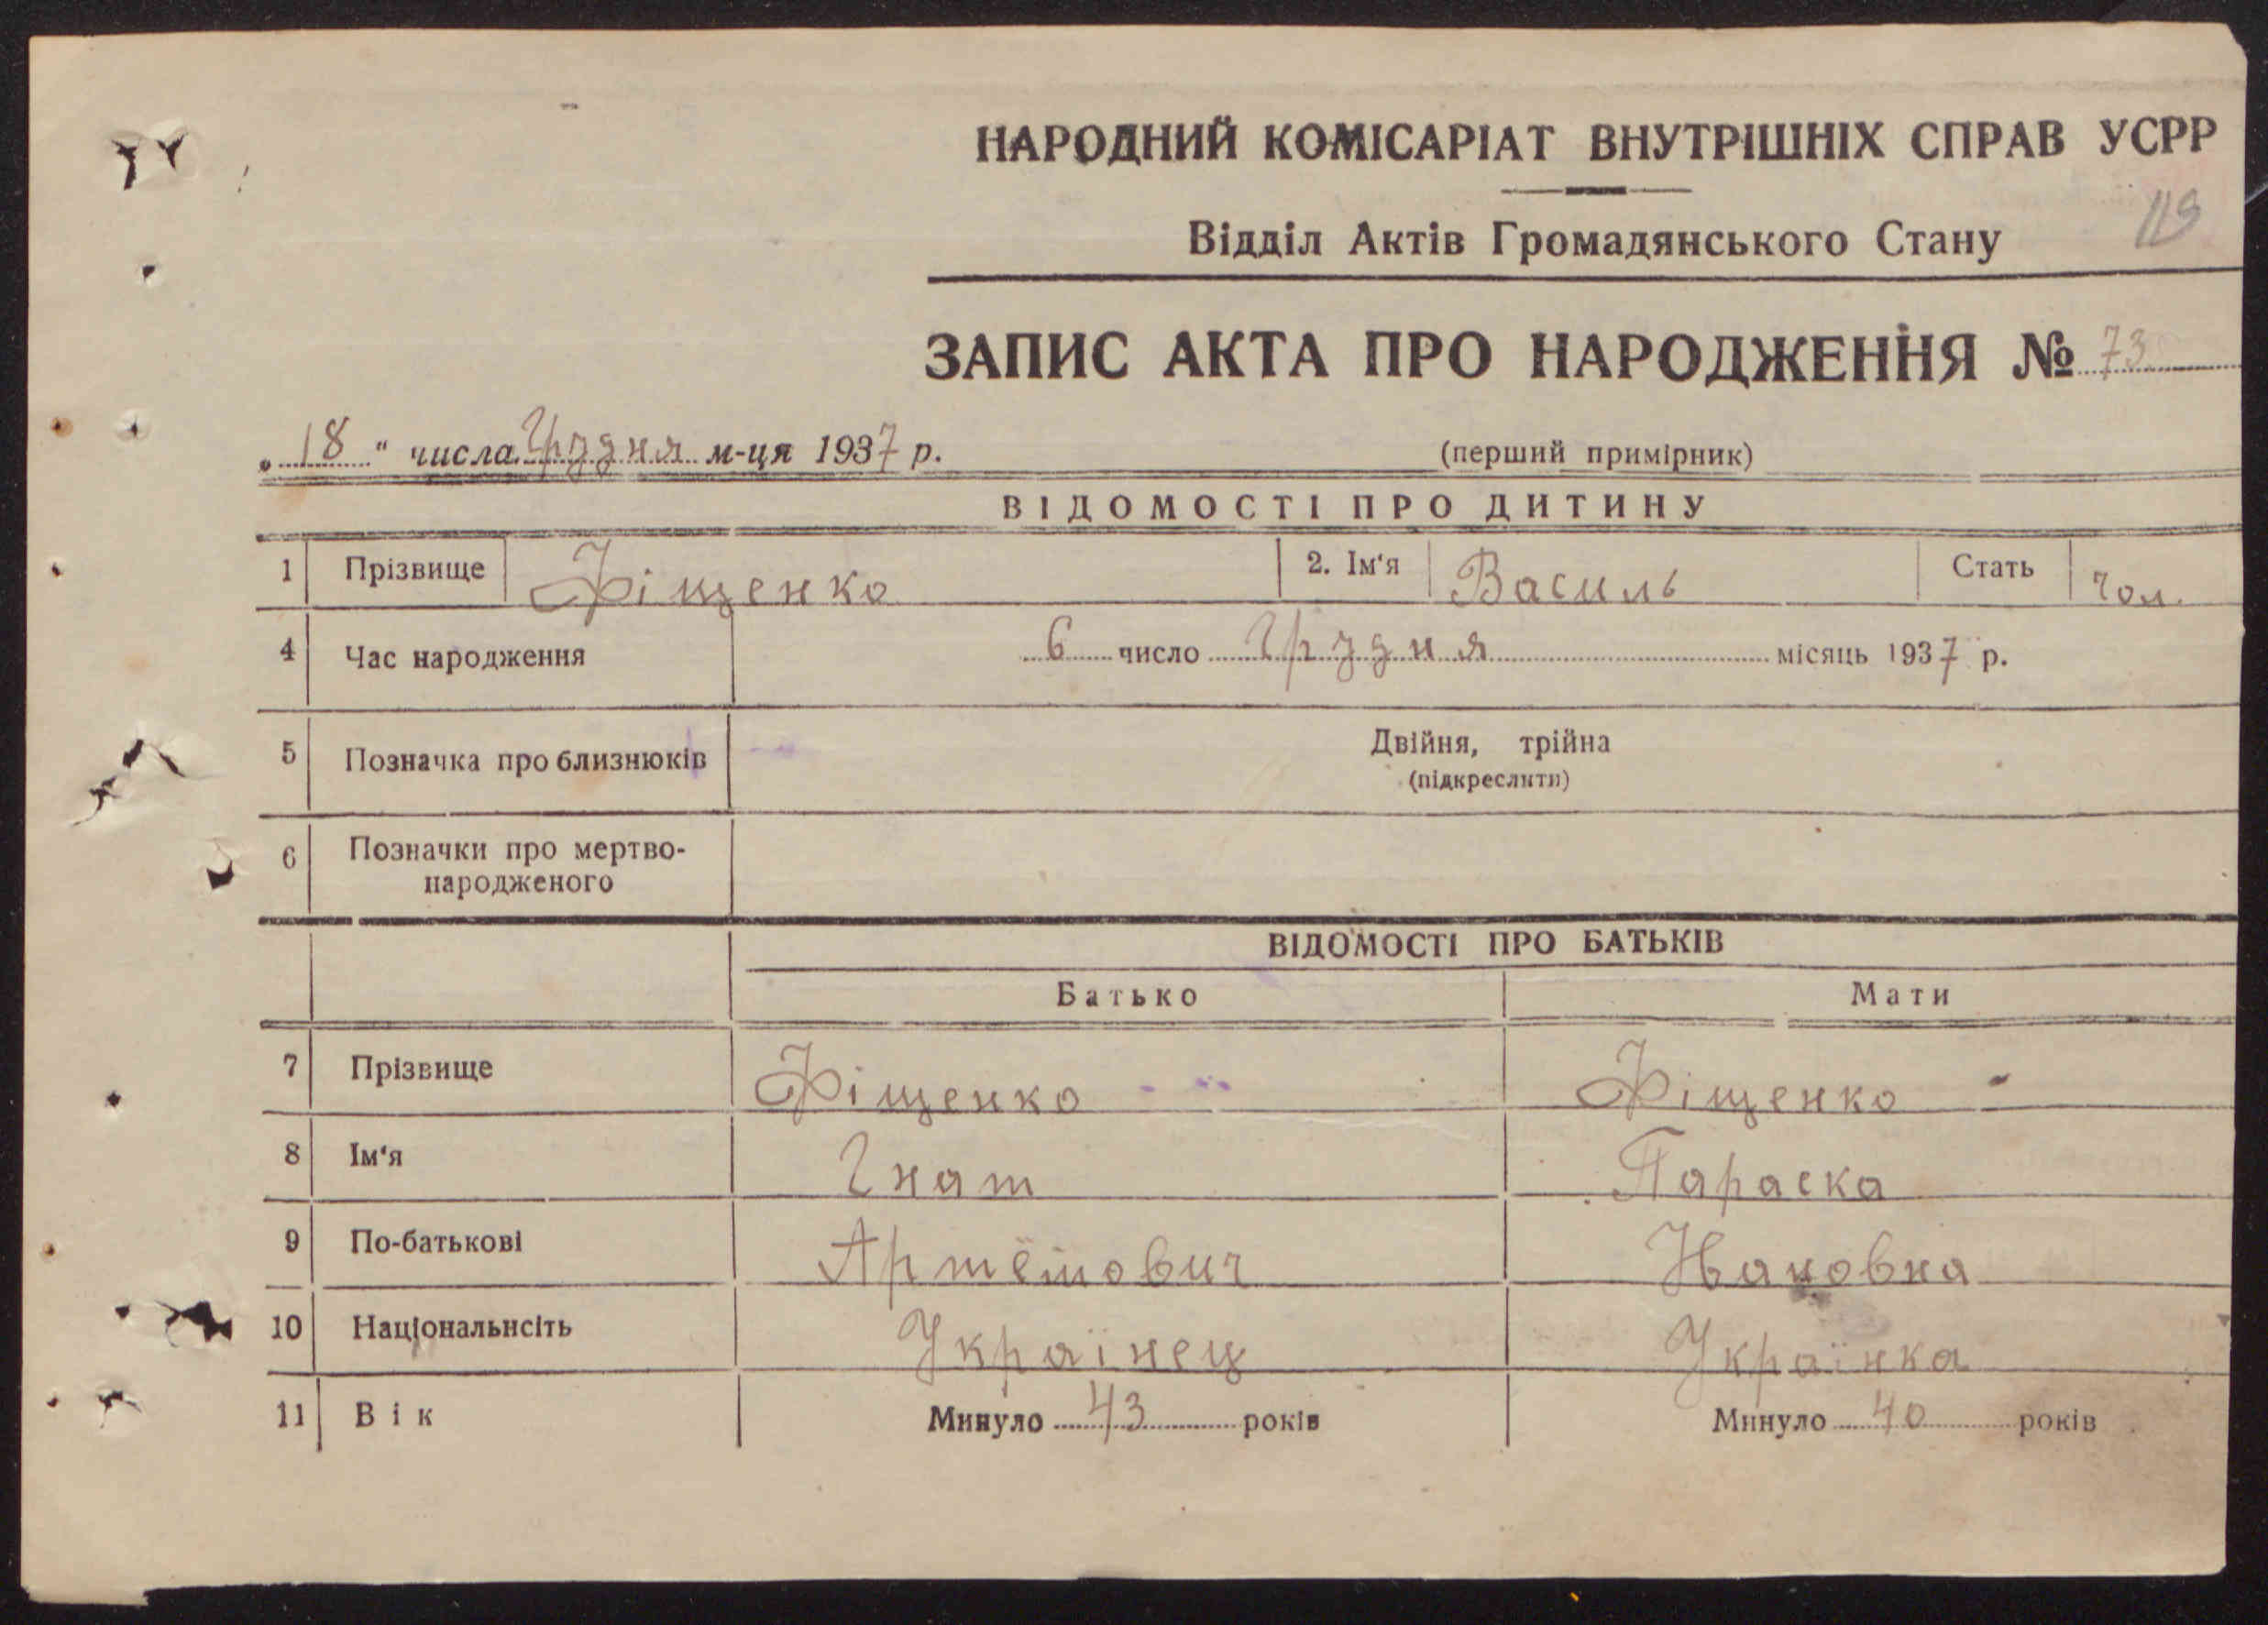 НАРОДНИЙ КОМІСАРІАТ ВНУТРІШНІХ СПРАВ УСРР
119
Відділ Актів Громадянського Стану
ЗАПИС АКТА ПРО НАРОДЖЕННЯ № 73
„18“ числа Грудня м-ця 1937 р. (перший примірник)
ВІДОМОСТІ ПРО ДИТИНУ
1 Прізвище Фіщенко 2. Ім'я Василь Стать Чол.
4 Час народження 6 число Грудня місяць 1937 р.
5 Позначка про близнюків Двійня, трійна
(підкреслити)
6 Позначки про мертво-
народженого
ВІДОМОСТІ ПРО БАТЬКІВ
Батько Мати
7 Прізвище Фіщенко Фіщенко
8 Ім'я Гнат Параска
9 По-батькові Артёмович
10 Національнсіть Українец Українка
11 Вік Минуло 43 років Минуло 40 років